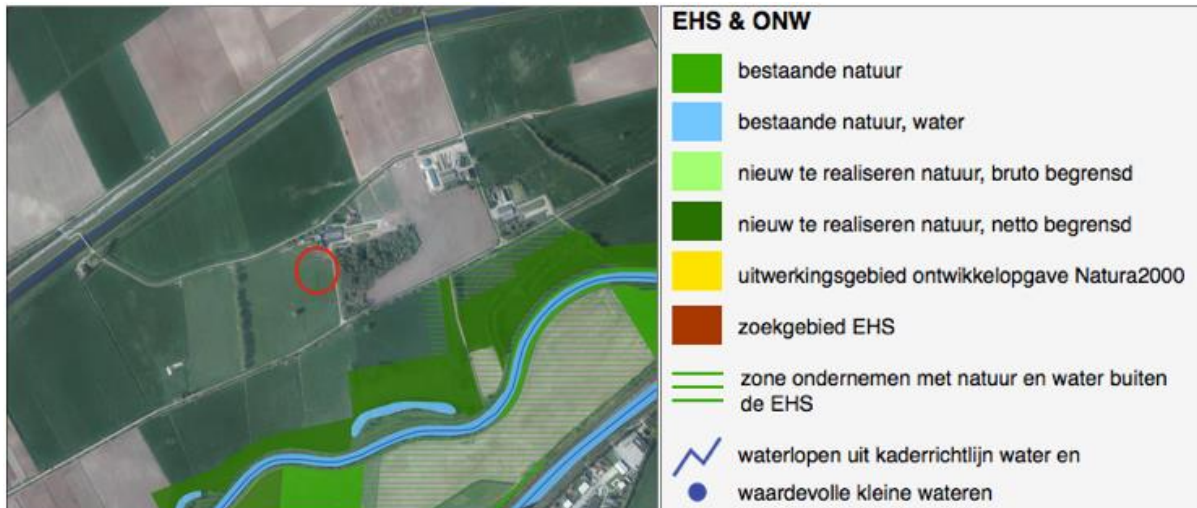 EHS & ONW
bestaande natuur
bestaande natuur, water
nieuw te realiseren natuur, bruto begrensd
nieuw te realiseren natuur, netto begrensd
uitwerkingsgebied ontwikkelopgave Natura2000
zoekgebied EHS
zone ondernemen met natuur en water buiten
de EHS
waterlopen uit kaderrichtlijn water en
waardevolle kleine wateren